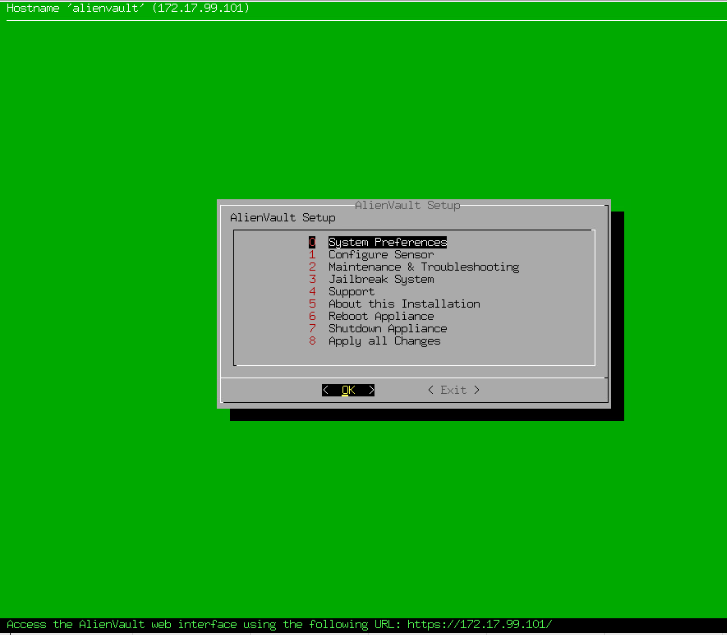 Hostname 'alienvault' (172.17.99.101)
AlienVault Setup
AlienVault Setup
0 System Preferences
1 Configure Sensor
2 Maintenance & Troubleshooting
3 Jailbreak System
4 Support
5 About this Installation
6 Reboot Appliance
7 Shutdown Appliance
8 Apply all Changes
< OK > < Exit >
Access the AlienVault web interface using the following URL: https://172.17.99.101/